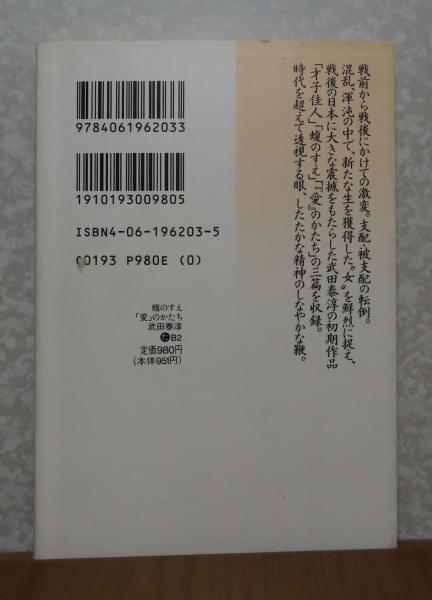 戦前から戦後にかけての激変。支配・被支配の転倒。
混乱、渾沌の中で、新たな生を獲得した〝女〟を鮮烈に捉え、
戦後の日本に大きな震撼をもたらした武田泰淳の初期作品
「才子佳人」「蝮のすえ」「『愛』のかたち」の三篇を収録。
時代を超えて透視する眼、したたかな精神のしなやかな鞭。
9784061962033
1910193009805
ISBN4-06-196203-5
C0193 P980E (0)
蝮のすえ
「愛」のかたち
武田泰淳
たB2
定価980円
(本体951円)